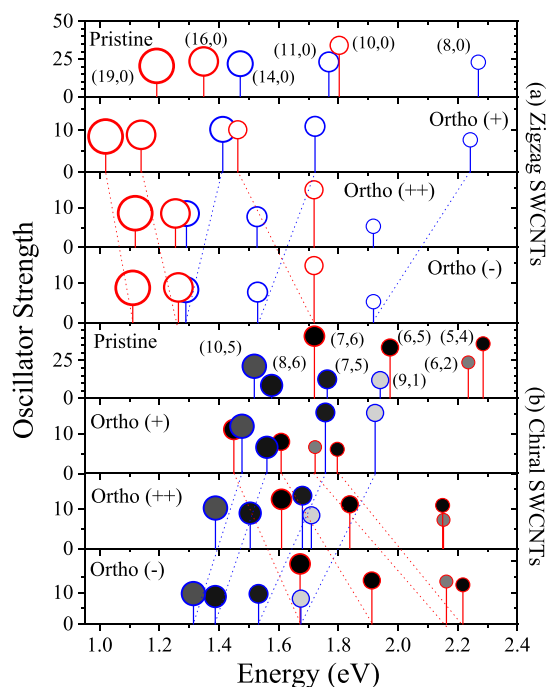 50
25
0
Pristine
(19,0)
(16,0)
(14,0)
(11,0)
(10,0)
(8,0)
10
0
Ortho (+)
10
0
Ortho (++)
10
0
Ortho (-)
(a) Zigzag SWCNTs
Oscillator Strength
25
0
Pristine
(10,5)
(8,6)
(7,6)
(7,5)
(6,5)
(9,1)
(5,4)
(6,2)
10
0
Ortho (+)
10
0
Ortho (++)
10
0
Ortho (-)
(b) Chiral SWCNTs
1.0 1.2 1.4 1.6 1.8 2.0 2.2 2.4
Energy (eV)